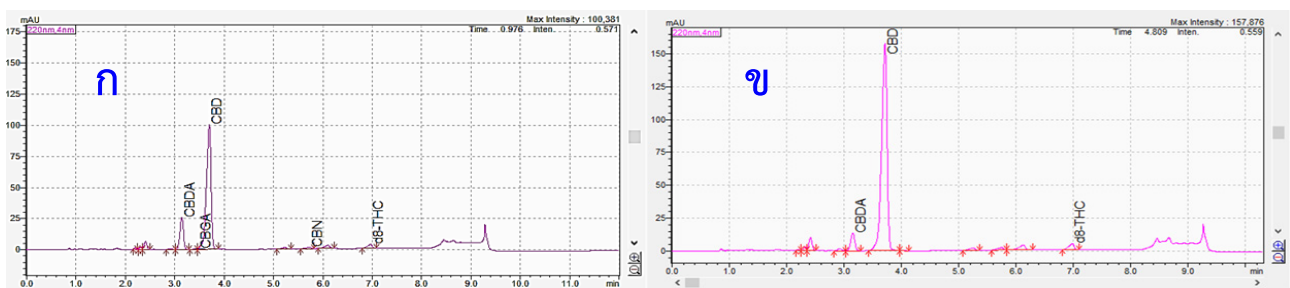 mAU
Max Intensity : 100,381
220nm,4nm
Time 0.976 Inten. 0.571
175
150
125
100
75
50
25
0
ก
CBDA
CBGA
CBD
CBN
d8-THC
0.0 1.0 2.0 3.0 4.0 5.0 6.0 7.0 8.0 9.0 10.0 11.0 min
mAU
Max Intensity : 157,876
220nm,4nm
Time 4.809 Inten. 0.559
150
125
100
75
50
25
0
ข
CBDA
CBD
d8-THC
0.0 1.0 2.0 3.0 4.0 5.0 6.0 7.0 8.0 9.0 min